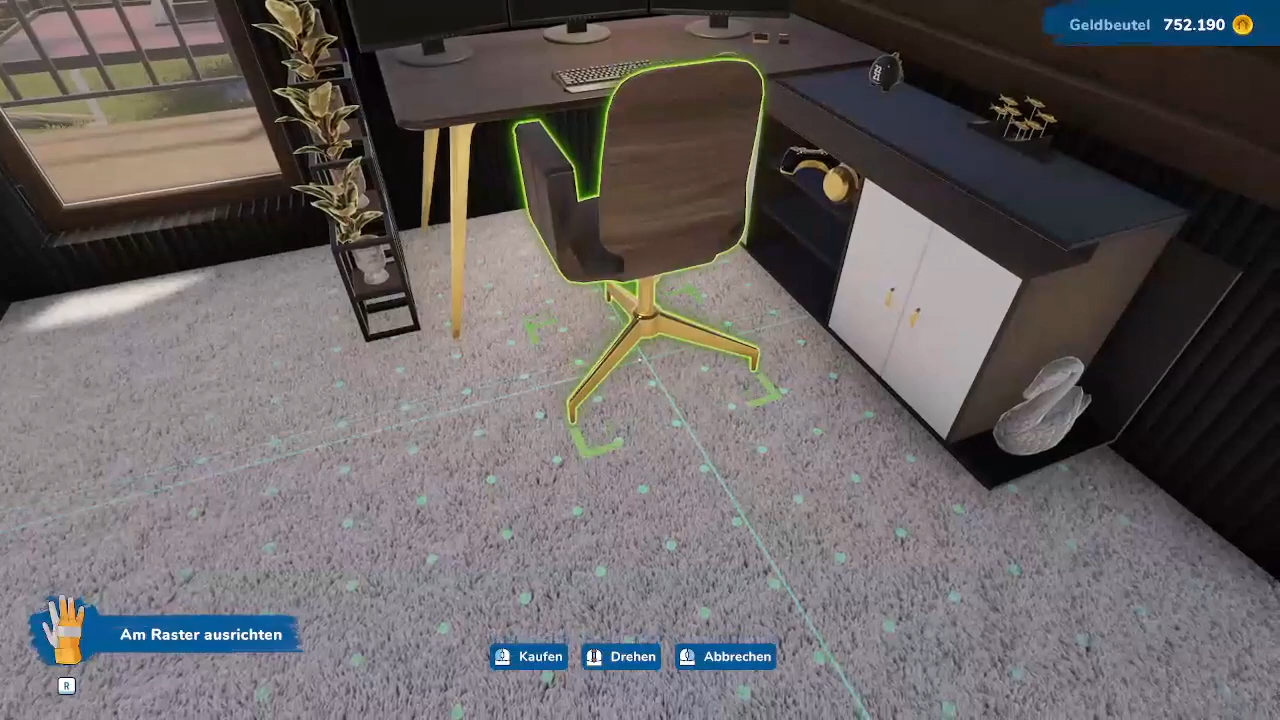 Geldbeutel 752.190
Am Raster ausrichten
R
Kaufen
Drehen
Abbrechen